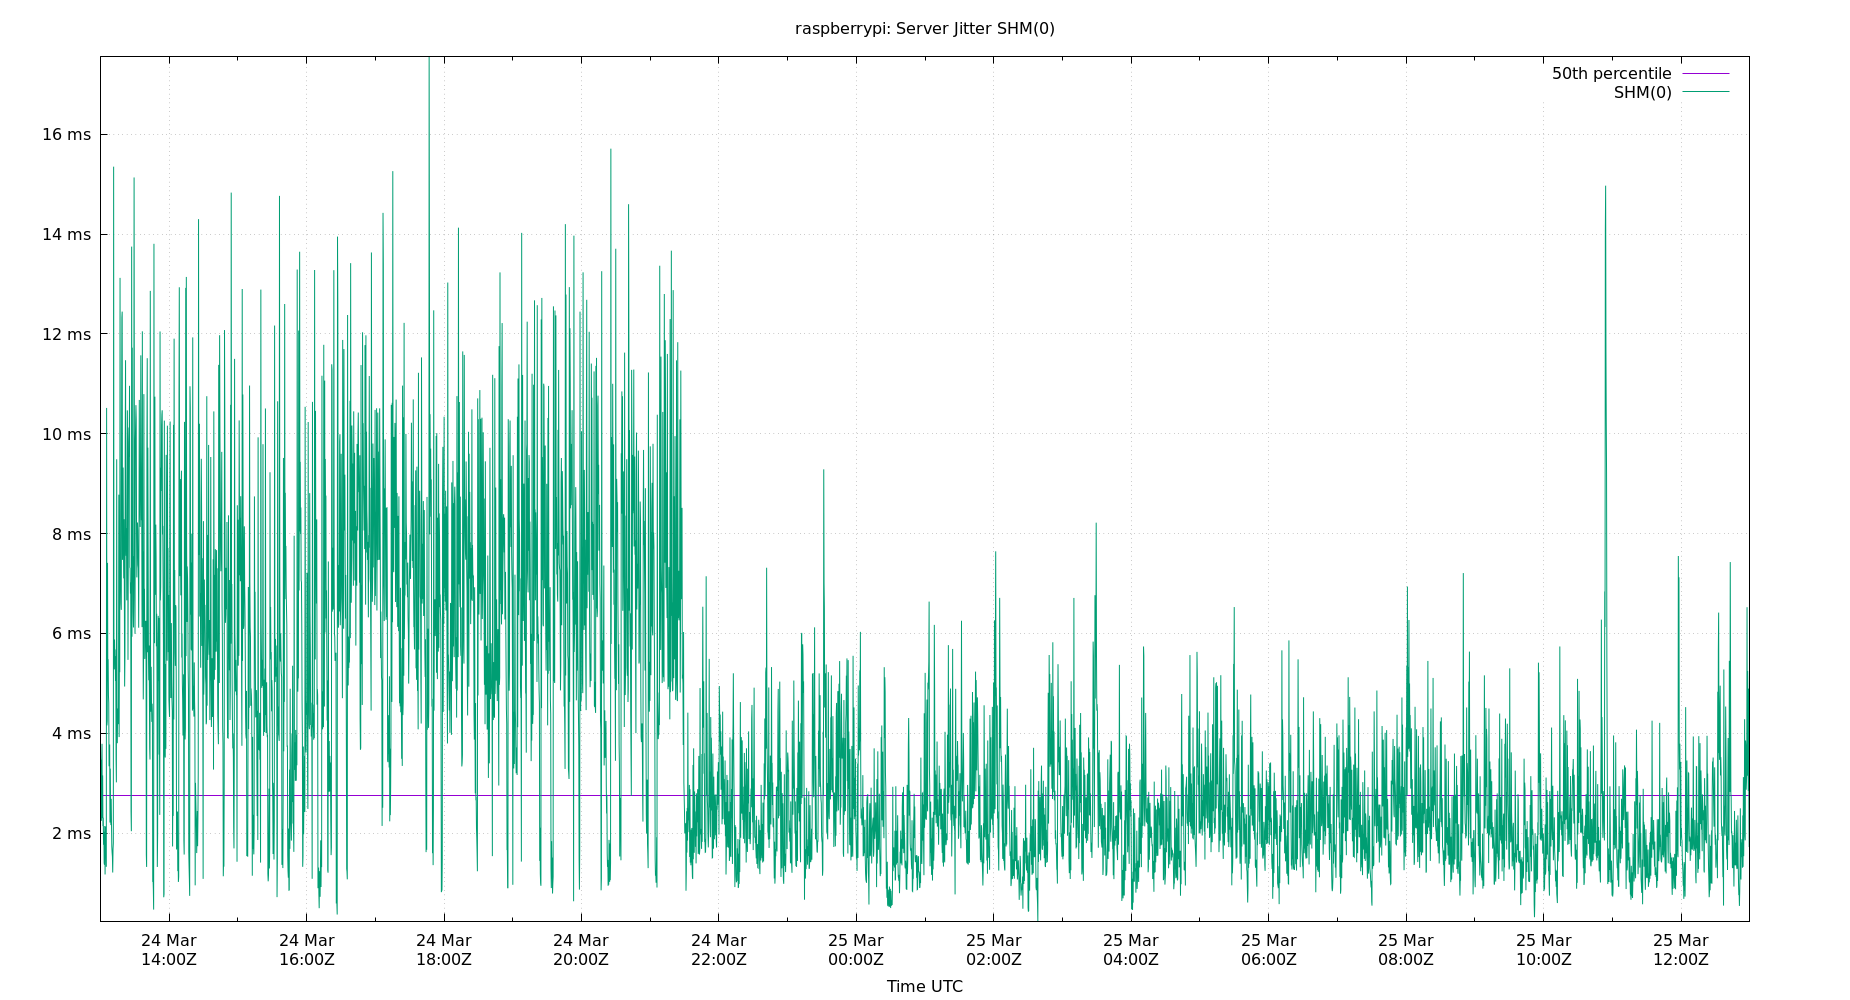 raspberrypi: Server Jitter SHM(0)
50th percentile
SHM(0)
16 ms
14 ms
12 ms
10 ms
8 ms
6 ms
4 ms
2 ms
24 Mar 24 Mar 24 Mar 24 Mar 24 Mar 25 Mar 25 Mar 25 Mar 25 Mar 25 Mar 25 Mar 25 Mar
14:00Z 16:00Z 18:00Z 20:00Z 22:00Z 00:00Z 02:00Z 04:00Z 06:00Z 08:00Z 10:00Z 12:00Z
Time UTC